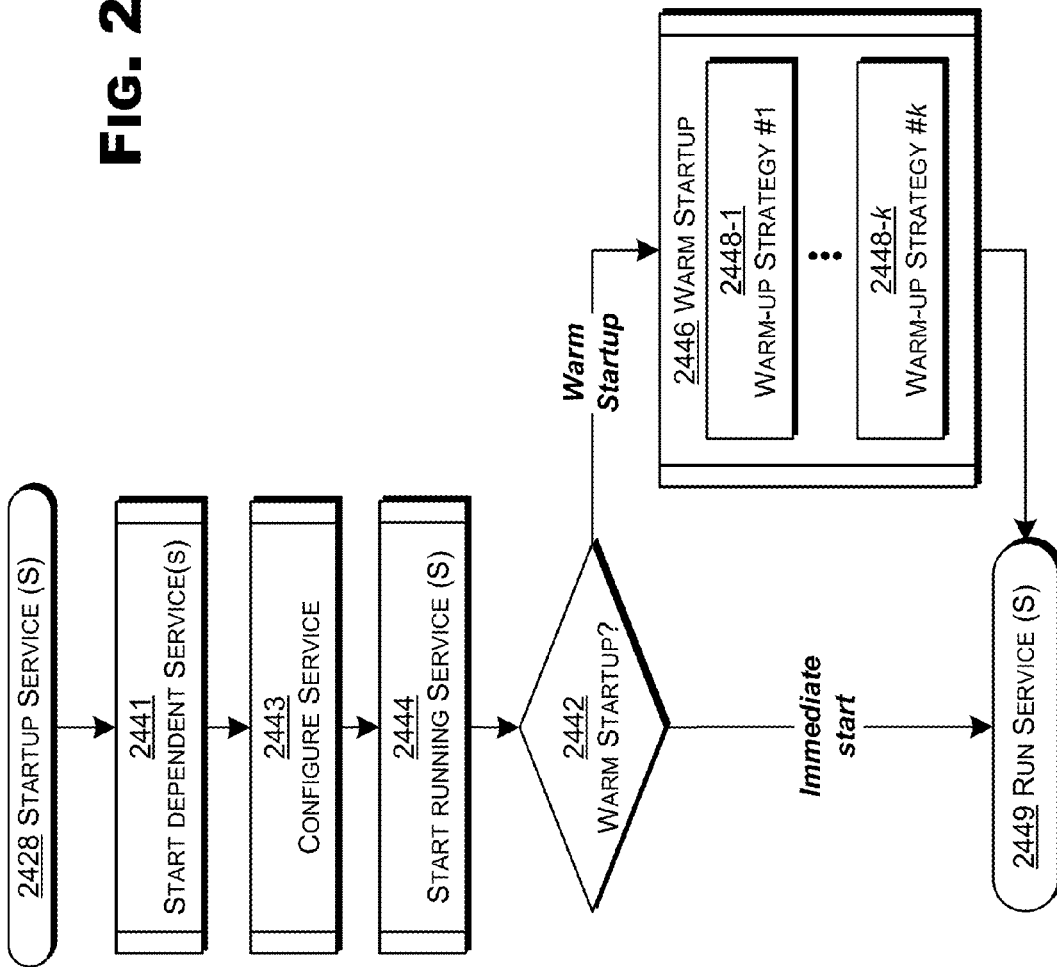 FIG. 2
2428 STARTUP SERVICE (S)
2441
START DEPENDENT SERVICE(S)
2443
CONFIGURE SERVICE
2444
START RUNNING SERVICE (S)
2442
WARM STARTUP?
Warm
Startup
2446 WARM STARTUP
2448-1
WARM-UP STRATEGY #1
•••
2448-k
WARM-UP STRATEGY #k
Immediate
start
2449 RUN SERVICE (S)